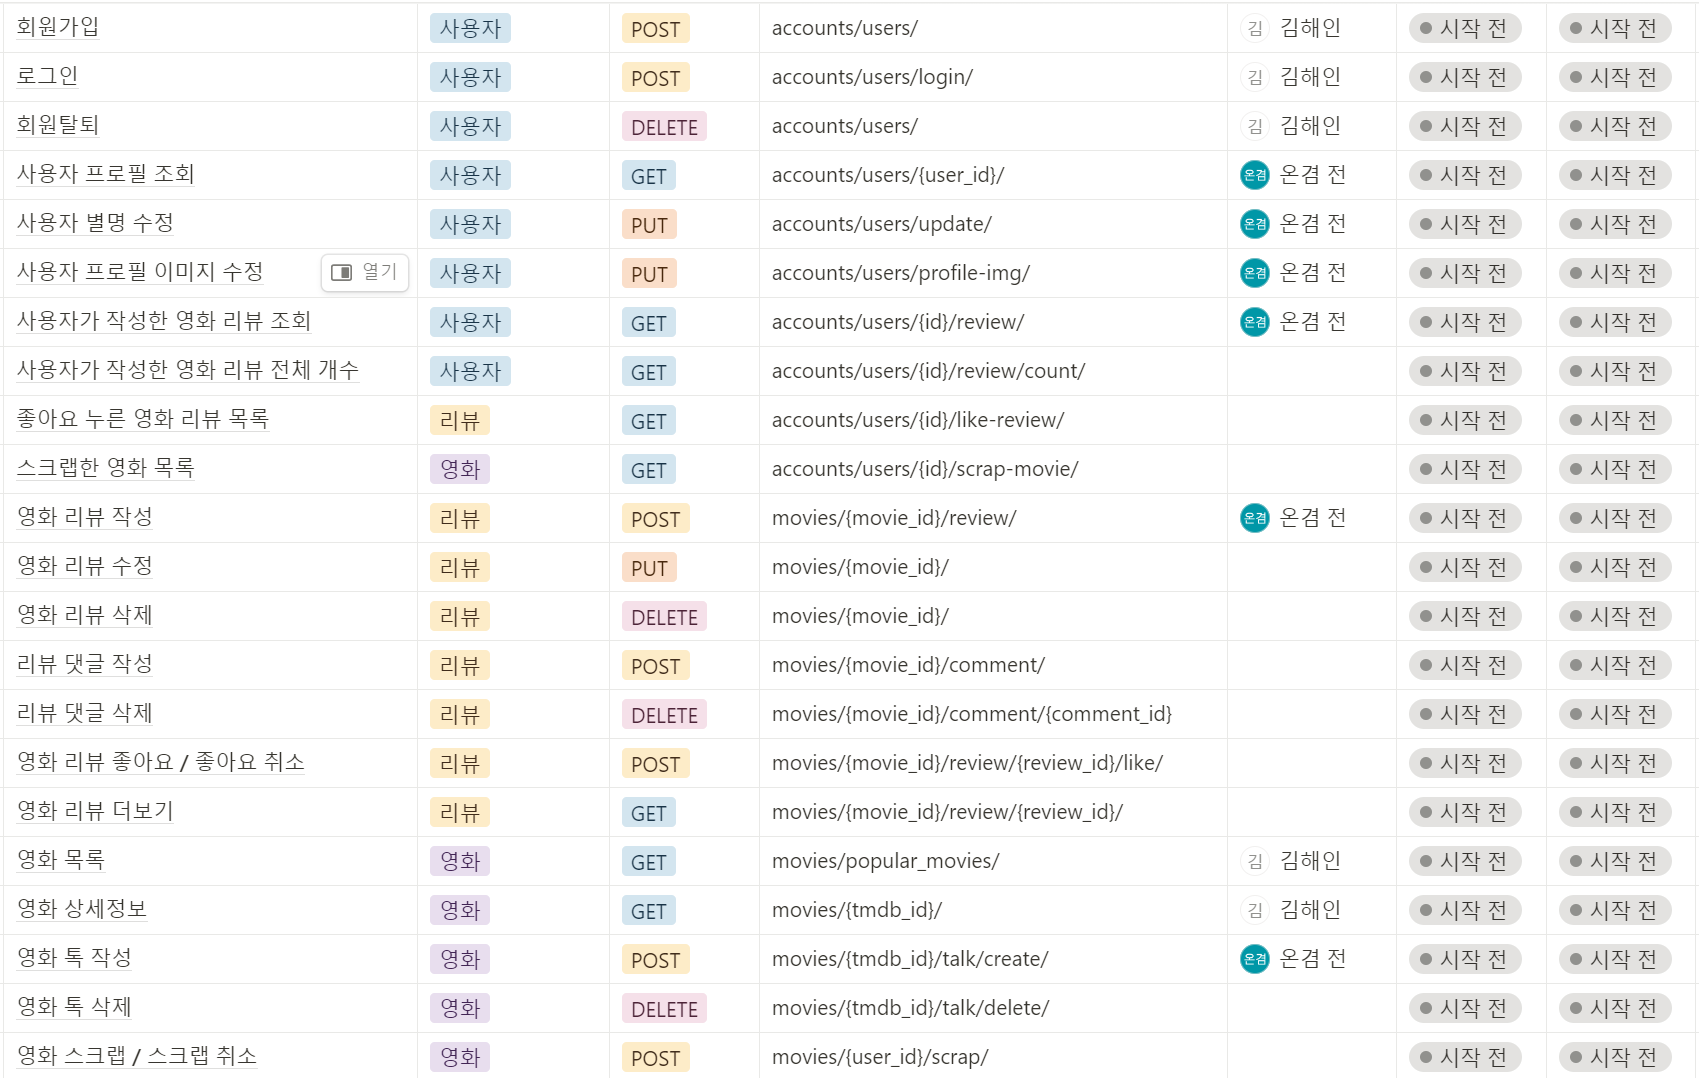 회원가입 사용자 POST accounts/users/ 김 김해인 시작 전 시작 전
로그인 사용자 POST accounts/users/login/ 김 김해인 시작 전 시작 전
회원탈퇴 사용자 DELETE accounts/users/ 김 김해인 시작 전 시작 전
사용자 프로필 조회 사용자 GET accounts/users/{user_id}/ 온겸 온겸 전 시작 전 시작 전
사용자 별명 수정 사용자 PUT accounts/users/update/ 온겸 온겸 전 시작 전 시작 전
사용자 프로필 이미지 수정 열기 사용자 PUT accounts/users/profile-img/ 온겸 온겸 전 시작 전 시작 전
사용자가 작성한 영화 리뷰 조회 사용자 GET accounts/users/{id}/review/ 온겸 온겸 전 시작 전 시작 전
사용자가 작성한 영화 리뷰 전체 개수 사용자 GET accounts/users/{id}/review/count/ 시작 전 시작 전
좋아요 누른 영화 리뷰 목록 리뷰 GET accounts/users/{id}/like-review/ 시작 전 시작 전
스크랩한 영화 목록 영화 GET accounts/users/{id}/scrap-movie/ 시작 전 시작 전
영화 리뷰 작성 리뷰 POST movies/{movie_id}/review/ 온겸 온겸 전 시작 전 시작 전
영화 리뷰 수정 리뷰 PUT movies/{movie_id}/ 시작 전 시작 전
영화 리뷰 삭제 리뷰 DELETE movies/{movie_id}/ 시작 전 시작 전
리뷰 댓글 작성 리뷰 POST movies/{movie_id}/comment/ 시작 전 시작 전
리뷰 댓글 삭제 리뷰 DELETE movies/{movie_id}/comment/{comment_id} 시작 전 시작 전
영화 리뷰 좋아요 / 좋아요 취소 리뷰 POST movies/{movie_id}/review/{review_id}/like/ 시작 전 시작 전
영화 리뷰 더보기 리뷰 GET movies/{movie_id}/review/{review_id}/ 시작 전 시작 전
영화 목록 영화 GET movies/popular_movies/ 김 김해인 시작 전 시작 전
영화 상세정보 영화 GET movies/{tmdb_id}/ 김 김해인 시작 전 시작 전
영화 톡 작성 영화 POST movies/{tmdb_id}/talk/create/ 온겸 온겸 전 시작 전 시작 전
영화 톡 삭제 영화 DELETE movies/{tmdb_id}/talk/delete/ 시작 전 시작 전
영화 스크랩 / 스크랩 취소 영화 POST movies/{user_id}/scrap/ 시작 전 시작 전